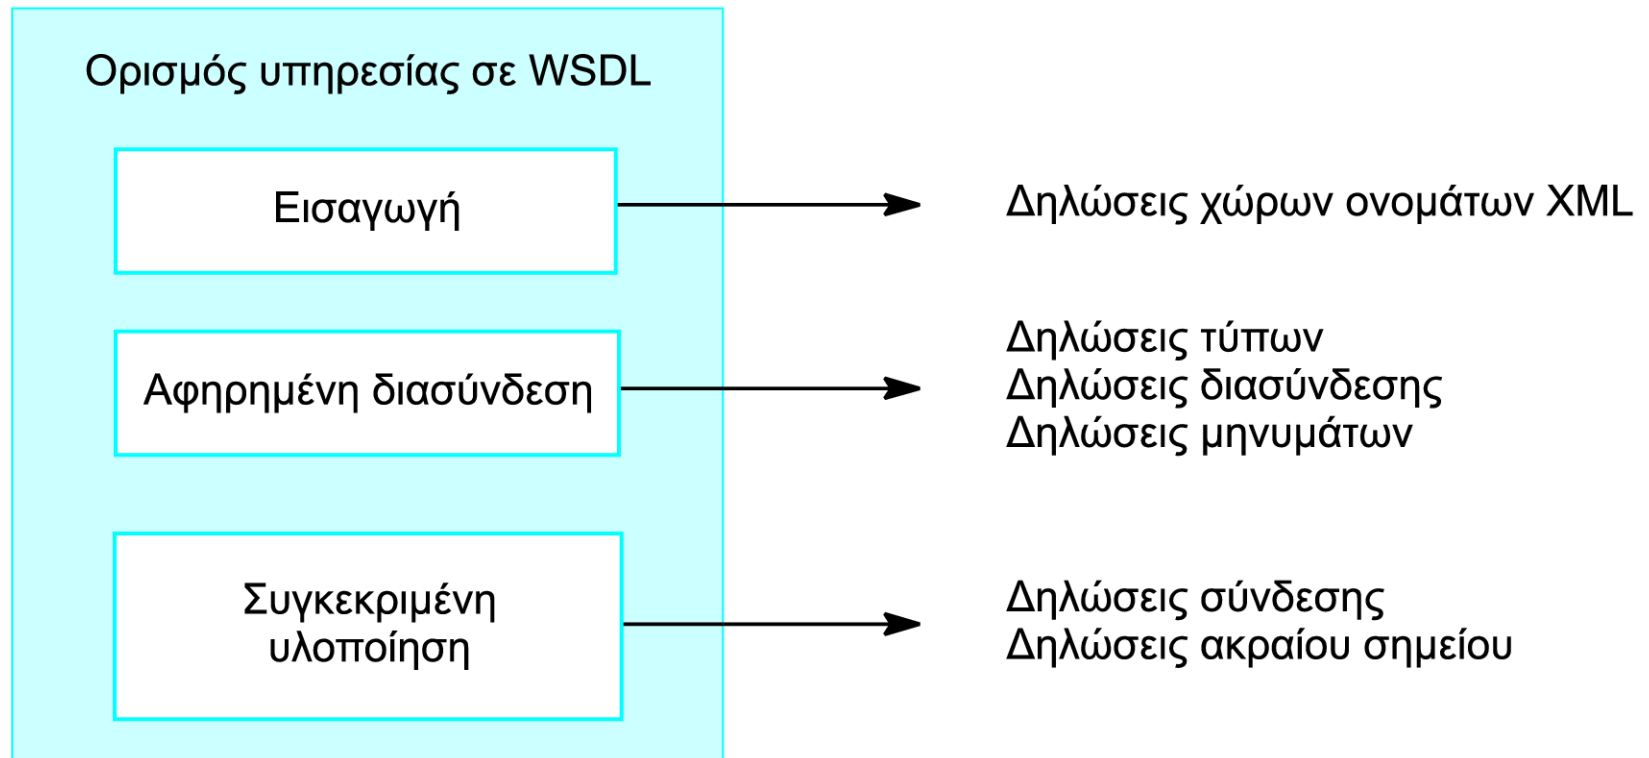 Ορισμός υπηρεσίας σε WSDL
Εισαγωγή
Δηλώσεις χώρων ονομάτων XML
Αφηρημένη διασύνδεση
Δηλώσεις τύπων
Δηλώσεις διασύνδεσης
Δηλώσεις μηνυμάτων
Συγκεκριμένη
υλοποίηση
Δηλώσεις σύνδεσης
Δηλώσεις ακραίου σημείου